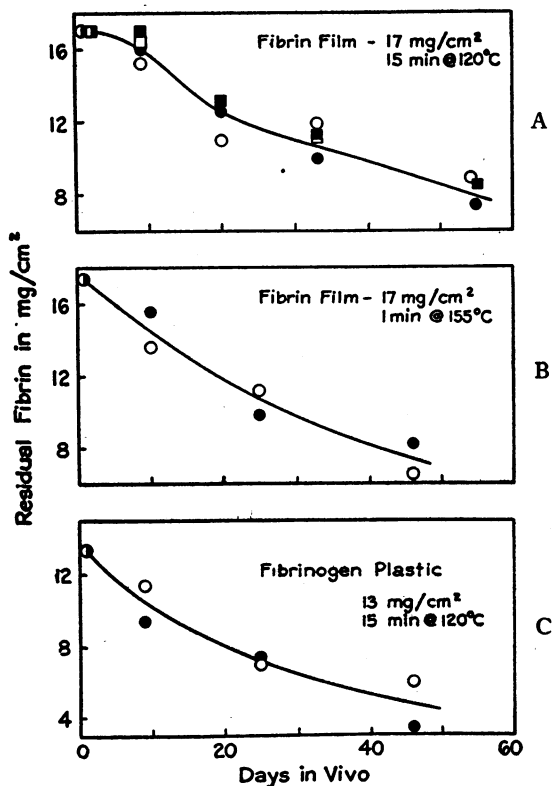 Residual Fibrin in mg/cm²
16
12
8
Fibrin Film - 17 mg/cm²
15 min @ 120°C
A
16
12
8
Fibrin Film - 17 mg/cm²
1 min @ 155°C
B
12
8
4
Fibrinogen Plastic
13 mg/cm²
15 min @ 120°C
C
0 20 40 60
Days in Vivo